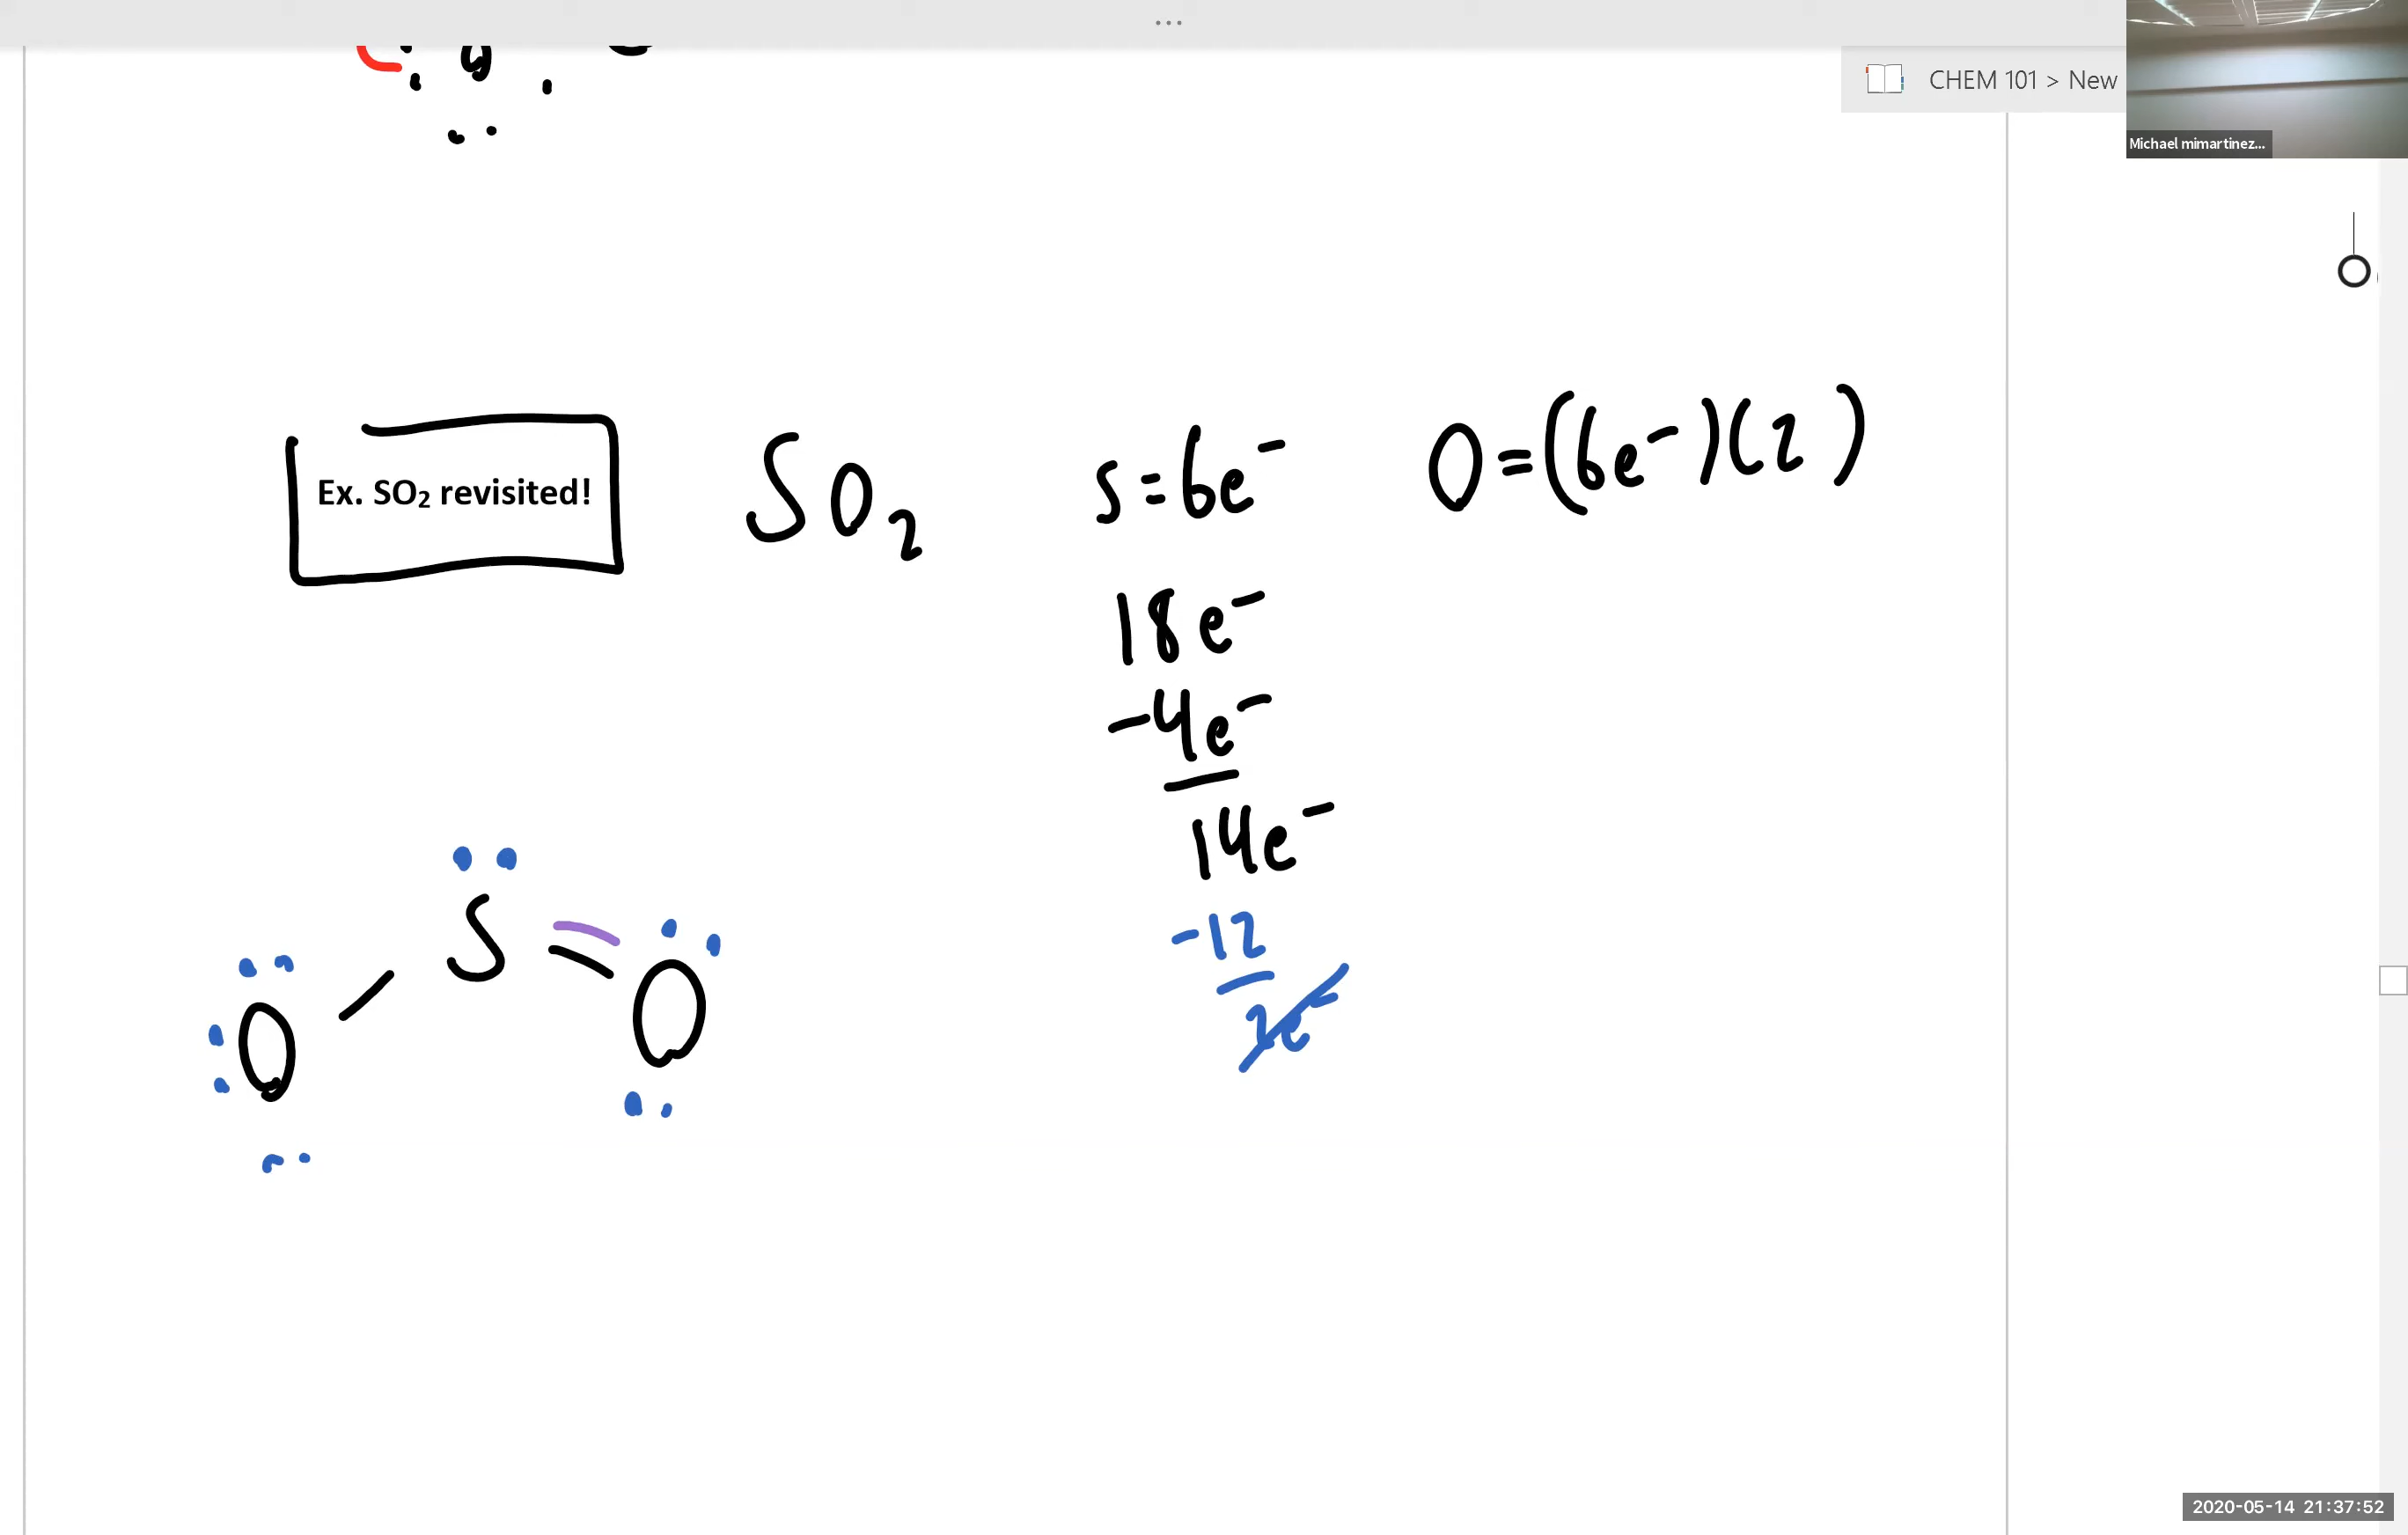 CHEM 101 > New
Michael mimartinez...
Ex. SO₂ revisited!
SO₂
S=6e⁻
O=(6e⁻)(2)
18e⁻
-4e⁻
14e⁻
-12
2e⁻
S
O
O
2020-05-14 21:37:52